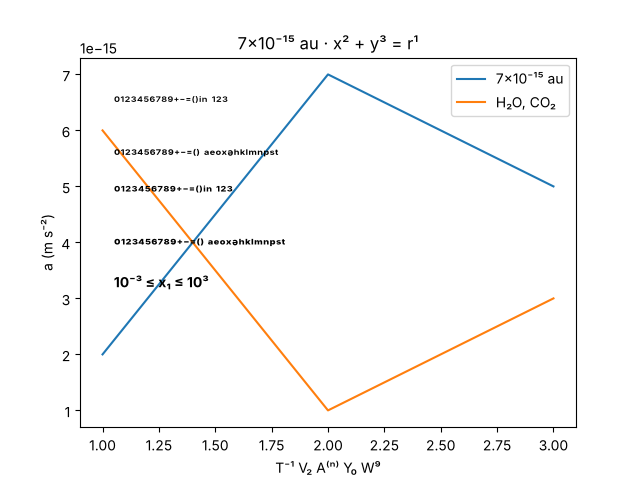 7×10⁻¹⁵ au · x² + y³ = r¹
1e−15
7×10⁻¹⁵ au
H₂O, CO₂
⁰¹²³⁴⁵⁶⁷⁸⁹⁺⁻⁼⁽⁾ⁱⁿ ¹²³
₀₁₂₃₄₅₆₇₈₉₊₋₌₍₎ ₐₑₒₓₔₕₖₗₘₙₚₛₜ
⁰¹²³⁴⁵⁶⁷⁸⁹⁺⁻⁼⁽⁾ⁱⁿ ¹²³
₀₁₂₃₄₅₆₇₈₉₊₋₌₍₎ ₐₑₒₓₔₕₖₗₘₙₚₛₜ
10⁻³ ≤ x₁ ≤ 10³
a (m s⁻²)
7
6
5
4
3
2
1
1.00 1.25 1.50 1.75 2.00 2.25 2.50 2.75 3.00
T⁻¹ V₂ A⁽ⁿ⁾ Y₀ W⁹